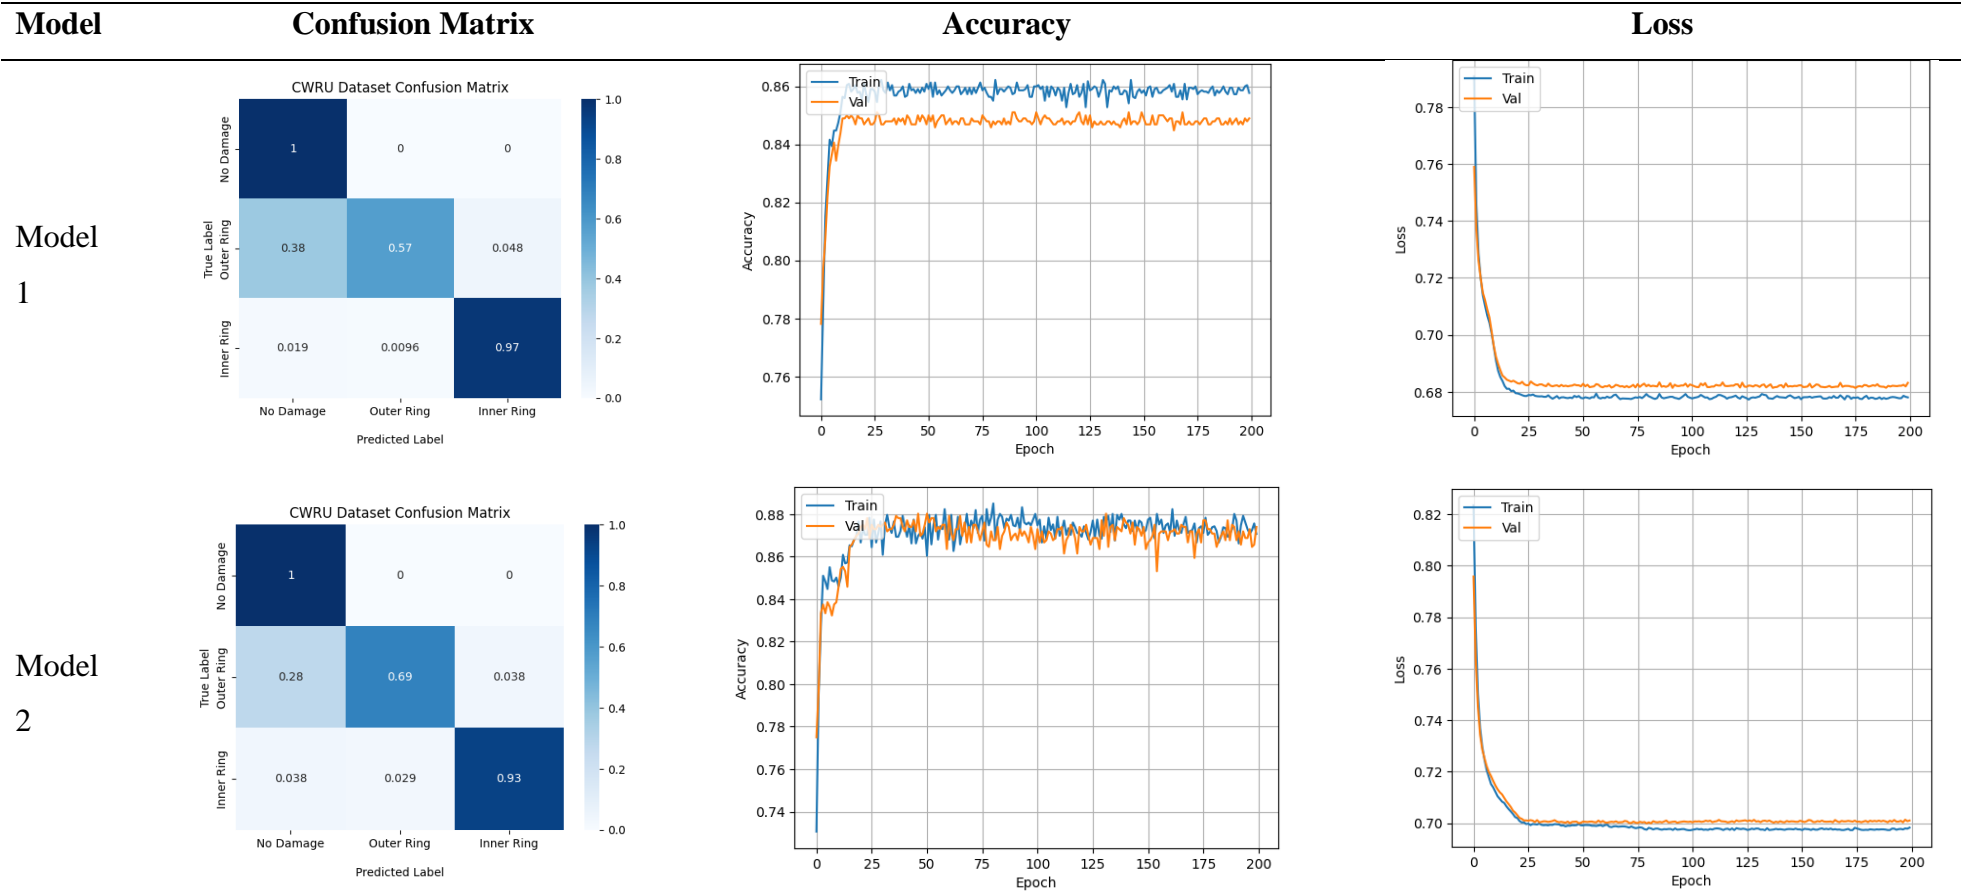 Model Confusion Matrix Accuracy Loss
Model
1
CWRU Dataset Confusion Matrix
True Label
No Damage
Outer Ring
Inner Ring
1 0 0
0.38 0.57 0.048
0.019 0.0096 0.97
No Damage Outer Ring Inner Ring
Predicted Label
1.0
0.8
0.6
0.4
0.2
0.0
Train
Val
Accuracy
0.86
0.84
0.82
0.80
0.78
0.76
0 25 50 75 100 125 150 175 200
Epoch
Train
Val
Loss
0.78
0.76
0.74
0.72
0.70
0.68
0 25 50 75 100 125 150 175 200
Epoch
Model
2
CWRU Dataset Confusion Matrix
True Label
No Damage
Outer Ring
Inner Ring
1 0 0
0.28 0.69 0.038
0.038 0.029 0.93
No Damage Outer Ring Inner Ring
Predicted Label
1.0
0.8
0.6
0.4
0.2
0.0
Train
Val
Accuracy
0.88
0.86
0.84
0.82
0.80
0.78
0.76
0.74
0 25 50 75 100 125 150 175 200
Epoch
Train
Val
Loss
0.82
0.80
0.78
0.76
0.74
0.72
0.70
0 25 50 75 100 125 150 175 200
Epoch